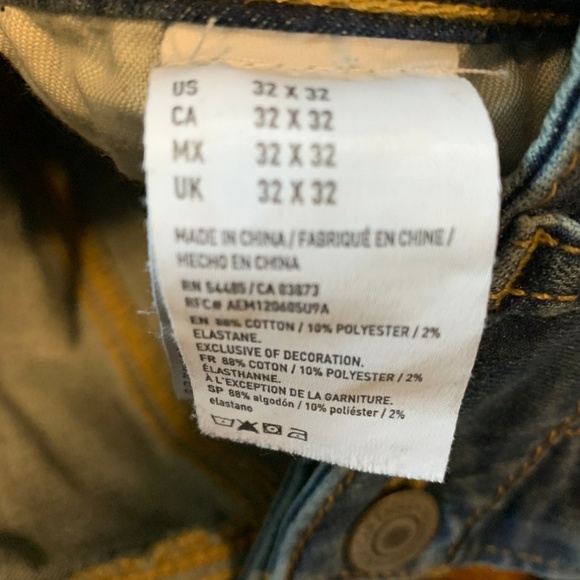 US 32 X 32
CA 32 X 32
MX 32 X 32
UK 32 X 32
MADE IN CHINA / FABRIQUÉ EN CHINE /
HECHO EN CHINA
RN 54485 / CA 03873
RFC# AEM120605U9A
EN 88% COTTON / 10% POLYESTER / 2%
ELASTANE.
EXCLUSIVE OF DECORATION.
FR 88% COTON / 10% POLYESTER / 2%
ÉLASTHANNE.
À L'EXCEPTION DE LA GARNITURE.
SP 88% algodón / 10% poliéster / 2%
elastano